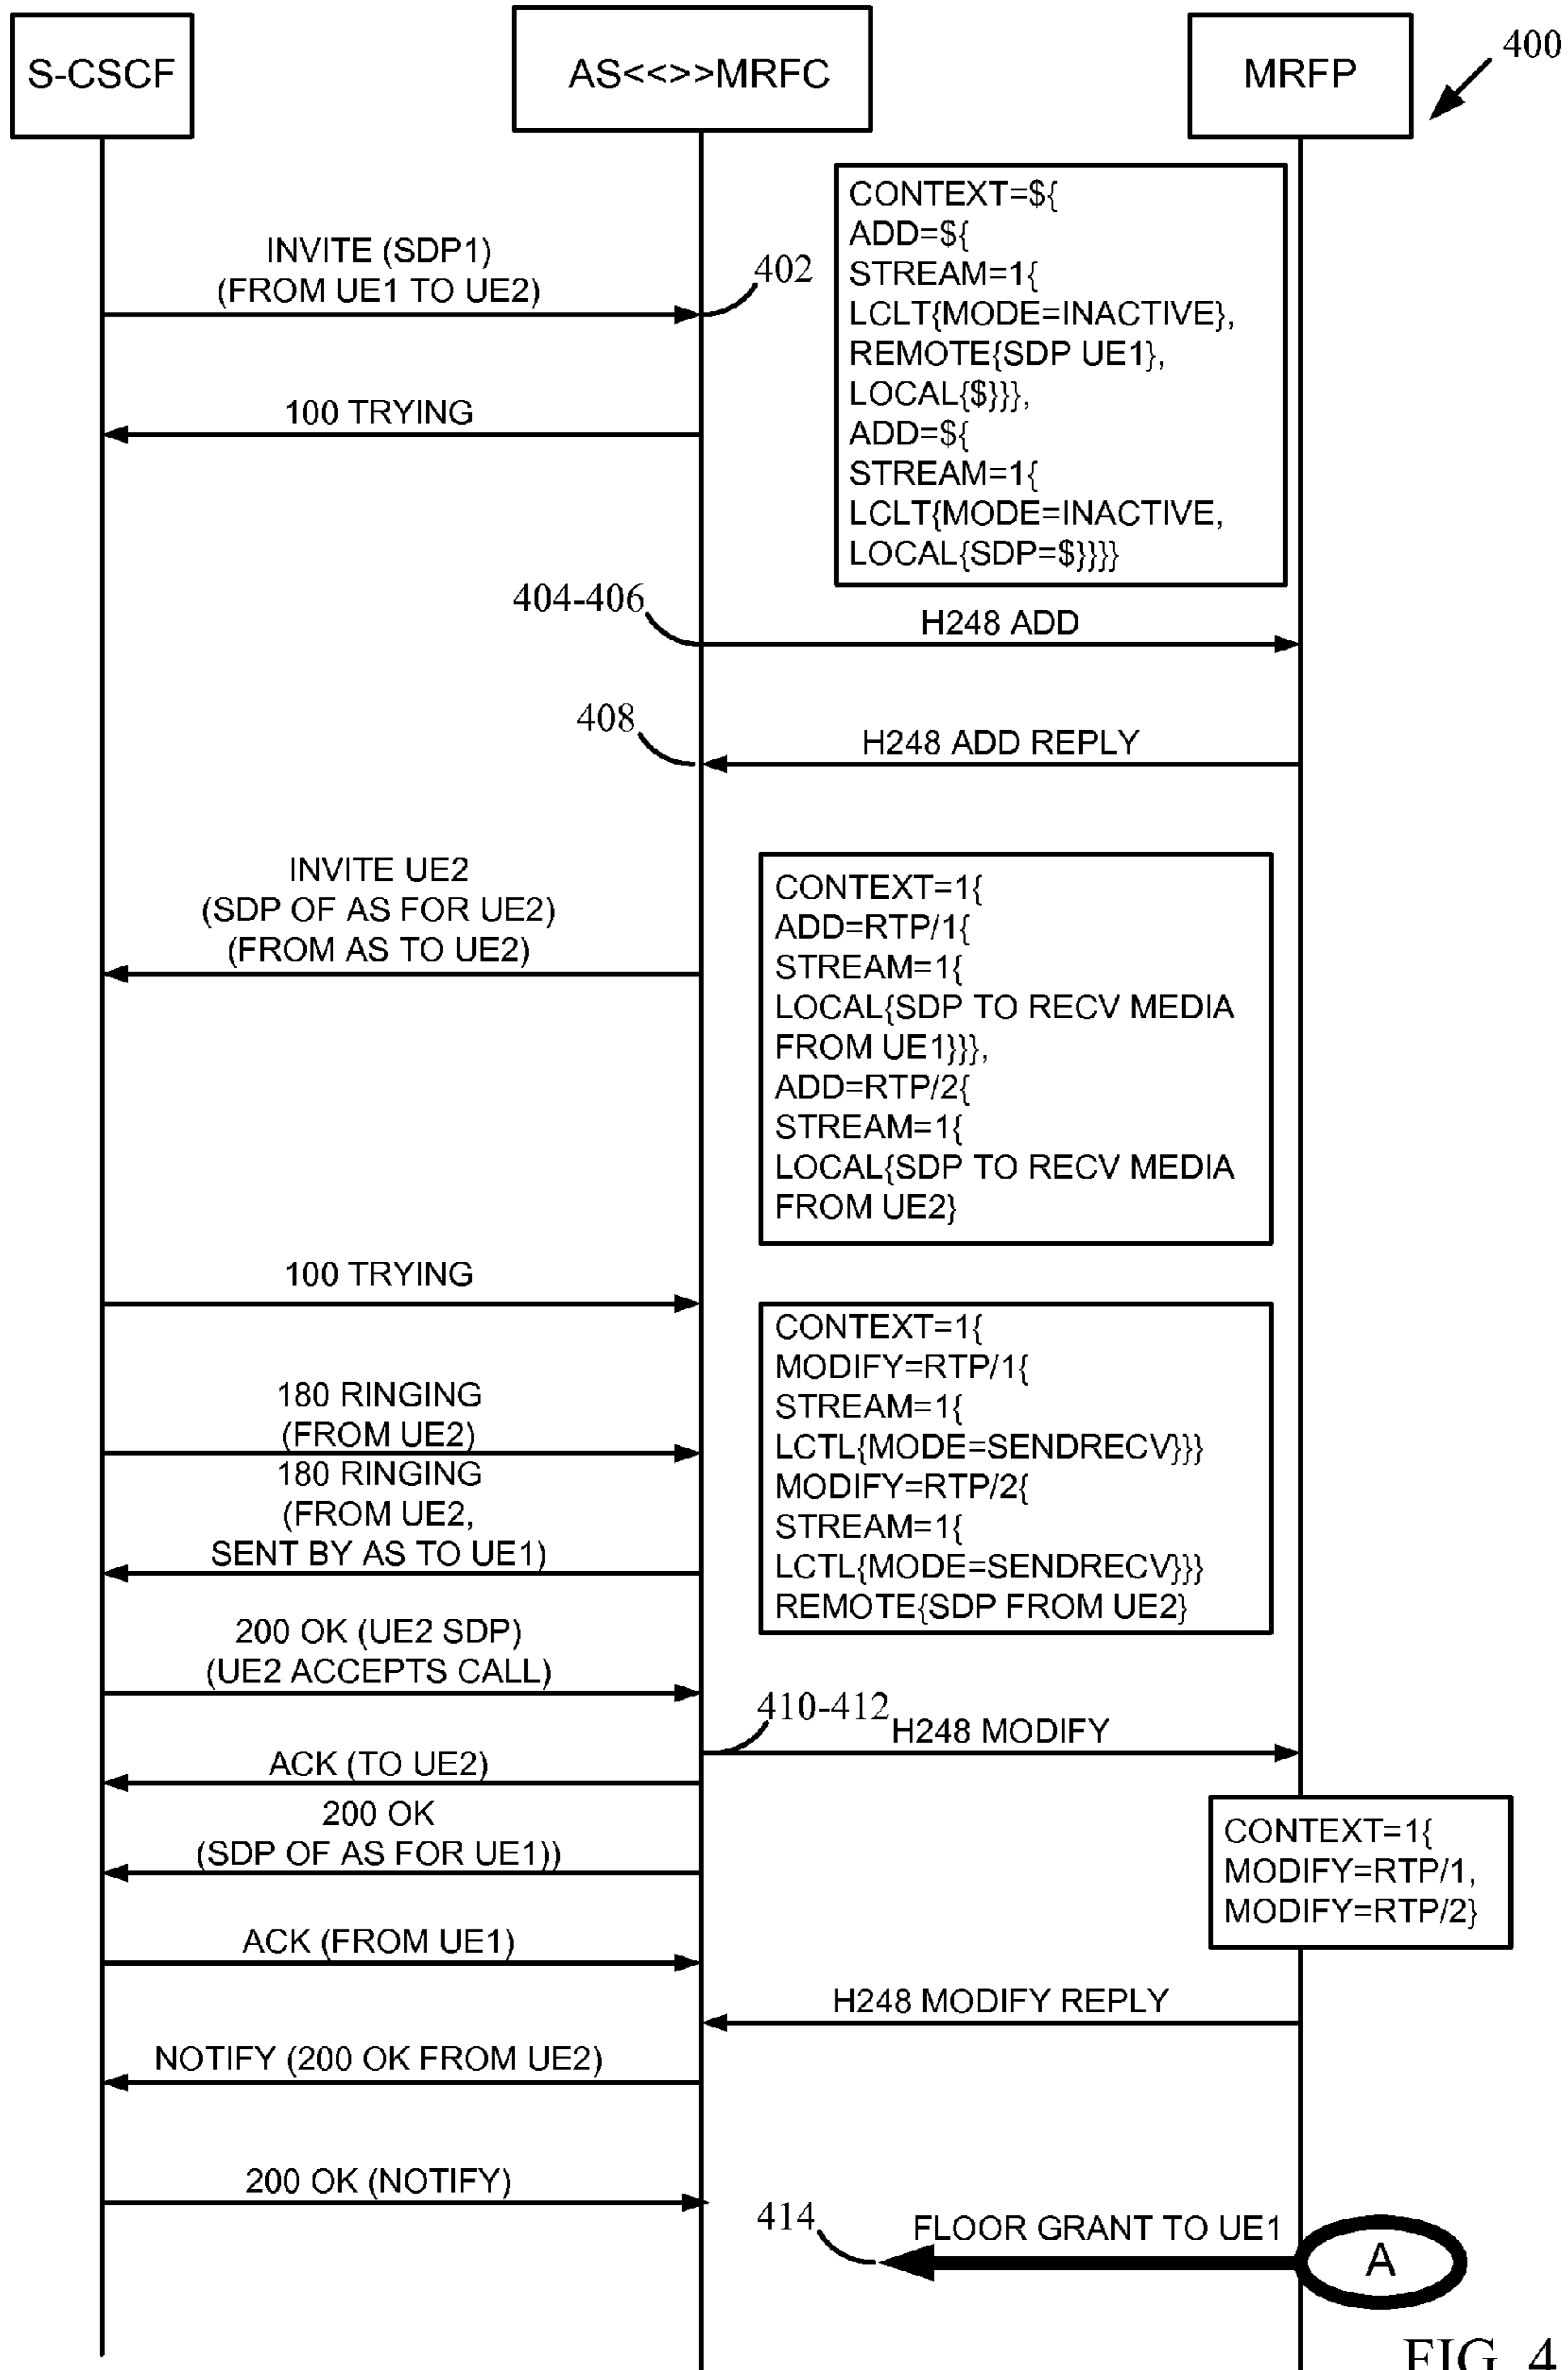 S-CSCF
AS<<>>MRFC
MRFP
400
CONTEXT=${
ADD=${
STREAM=1{
LCLT{MODE=INACTIVE},
REMOTE{SDP UE1},
LOCAL{$}}},
ADD=${
STREAM=1{
LCLT{MODE=INACTIVE,
LOCAL{SDP=$}}}}
INVITE (SDP1)
(FROM UE1 TO UE2)
402
100 TRYING
404-406
H248 ADD
408
H248 ADD REPLY
INVITE UE2
(SDP OF AS FOR UE2)
(FROM AS TO UE2)
CONTEXT=1{
ADD=RTP/1{
STREAM=1{
LOCAL{SDP TO RECV MEDIA
FROM UE1}}},
ADD=RTP/2{
STREAM=1{
LOCAL{SDP TO RECV MEDIA
FROM UE2}
100 TRYING
CONTEXT=1{
MODIFY=RTP/1{
STREAM=1{
LCTL{MODE=SENDRECV}}}
MODIFY=RTP/2{
STREAM=1{
LCTL{MODE=SENDRECV}}}
REMOTE{SDP FROM UE2}
180 RINGING
(FROM UE2)
180 RINGING
(FROM UE2,
SENT BY AS TO UE1)
200 OK (UE2 SDP)
(UE2 ACCEPTS CALL)
410-412
H248 MODIFY
ACK (TO UE2)
200 OK
(SDP OF AS FOR UE1))
CONTEXT=1{
MODIFY=RTP/1,
MODIFY=RTP/2}
ACK (FROM UE1)
H248 MODIFY REPLY
NOTIFY (200 OK FROM UE2)
200 OK (NOTIFY)
414
FLOOR GRANT TO UE1
A
FIG. 4